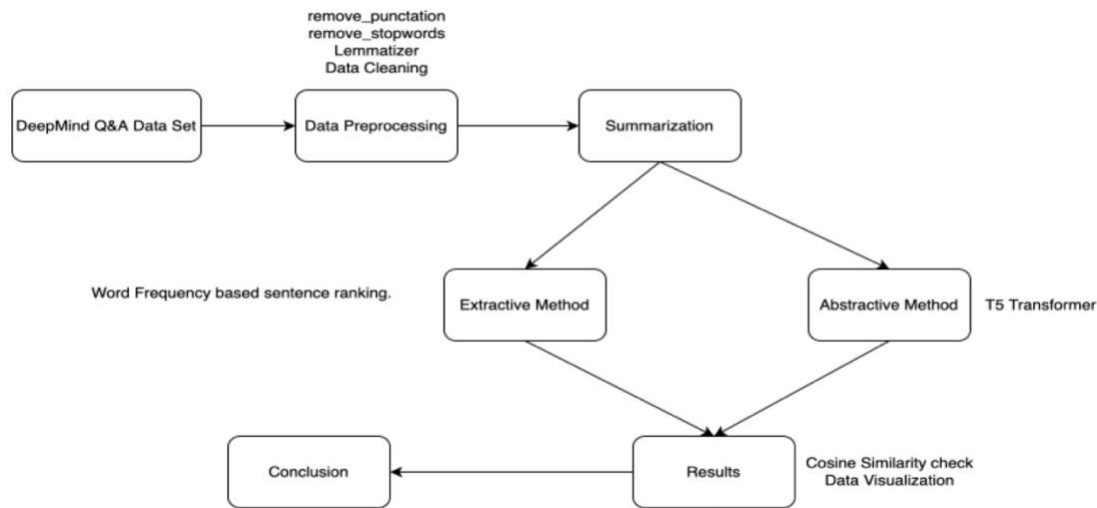 remove_punctation
remove_stopwords
Lemmatizer
Data Cleaning
DeepMind Q&A Data Set
Data Preprocessing
Summarization
Word Frequency based sentence ranking.
Extractive Method
Abstractive Method
T5 Transformer
Conclusion
Results
Cosine Similarity check
Data Visualization